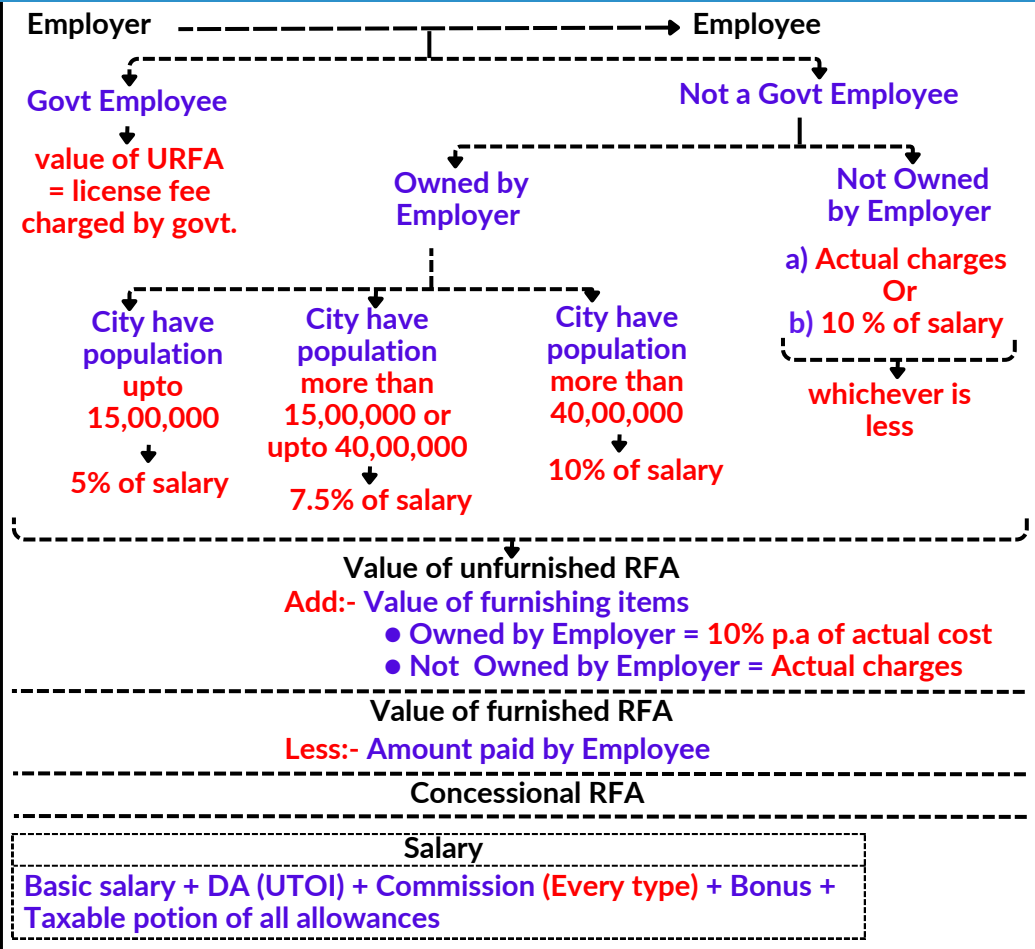 Employer
Employee
Govt Employee
Not a Govt Employee
value of URFA
= license fee
charged by govt.
Owned by
Employer
Not Owned
by Employer
a) Actual charges
Or
b) 10 % of salary
whichever is
less
City have
population
upto
15,00,000
5% of salary
City have
population
more than
15,00,000 or
upto 40,00,000
7.5% of salary
City have
population
more than
40,00,000
10% of salary
Value of unfurnished RFA
Add:- Value of furnishing items
● Owned by Employer = 10% p.a of actual cost
● Not Owned by Employer = Actual charges
Value of furnished RFA
Less:- Amount paid by Employee
Concessional RFA
Salary
Basic salary + DA (UTOI) + Commission (Every type) + Bonus +
Taxable potion of all allowances